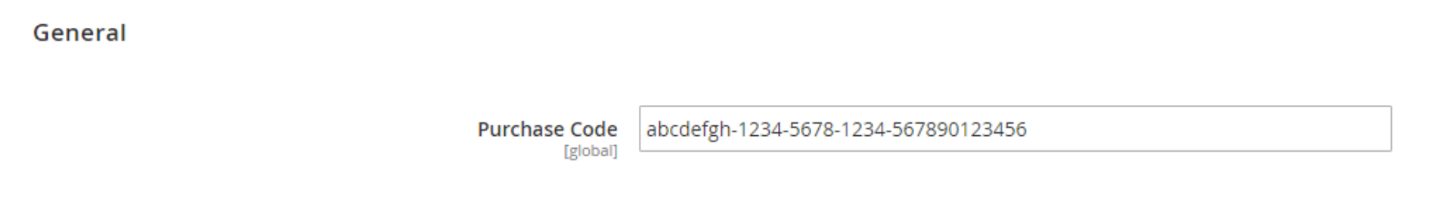 General
Purchase Code abcdefgh-1234-5678-1234-567890123456
[global]